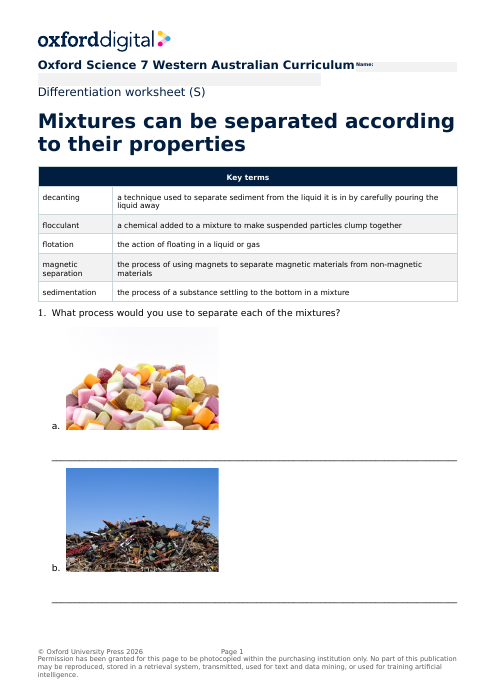 oxforddigital
Oxford Science 7 Western Australian Curriculum Name:
Differentiation worksheet (S)
Mixtures can be separated according
to their properties
Key terms
decanting
a technique used to separate sediment from the liquid it is in by carefully pouring the
liquid away
flocculant
a chemical added to a mixture to make suspended particles clump together
flotation
the action of floating in a liquid or gas
magnetic
separation
the process of using magnets to separate magnetic materials from non-magnetic
materials
sedimentation
the process of a substance settling to the bottom in a mixture
1. What process would you use to separate each of the mixtures?
a.
b.
© Oxford University Press 2026 Page 1
Permission has been granted for this page to be photocopied within the purchasing institution only. No part of this publication
may be reproduced, stored in a retrieval system, transmitted, used for text and data mining, or used for training artificial
intelligence.